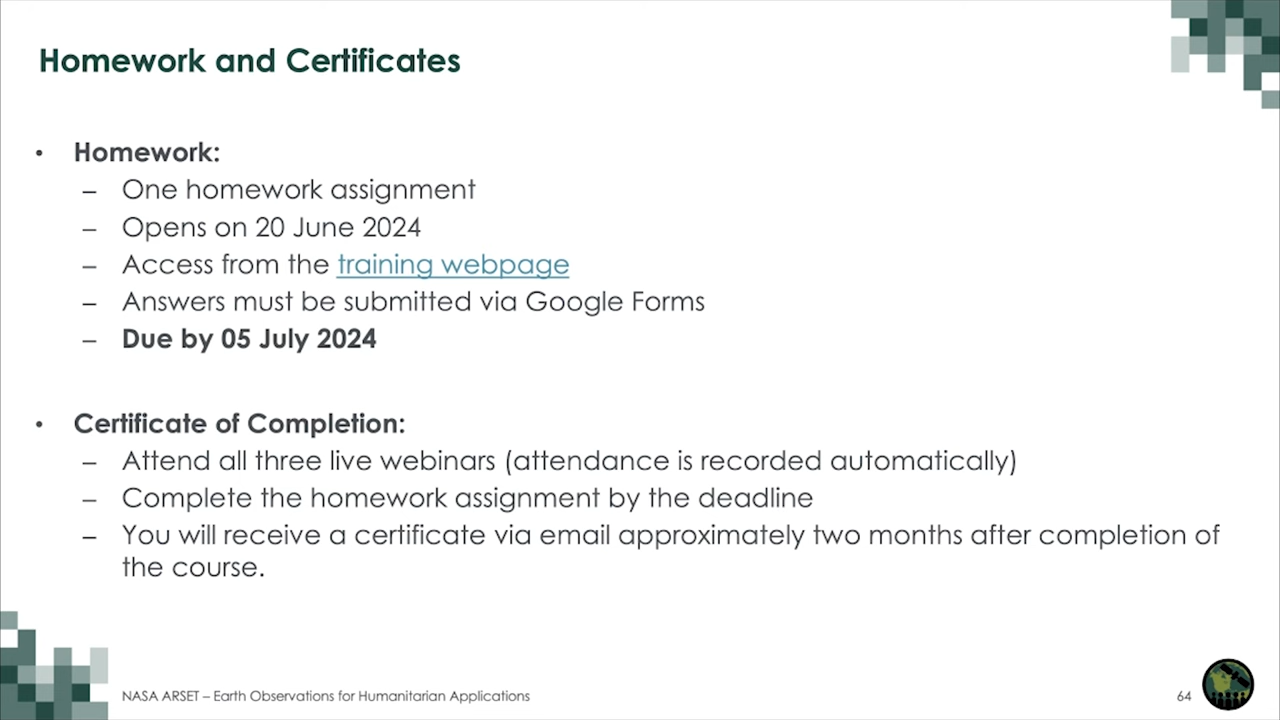 Homework and Certificates
• Homework:
– One homework assignment
– Opens on 20 June 2024
– Access from the training webpage
– Answers must be submitted via Google Forms
– Due by 05 July 2024
• Certificate of Completion:
– Attend all three live webinars (attendance is recorded automatically)
– Complete the homework assignment by the deadline
– You will receive a certificate via email approximately two months after completion of
the course.
NASA ARSET – Earth Observations for Humanitarian Applications
64